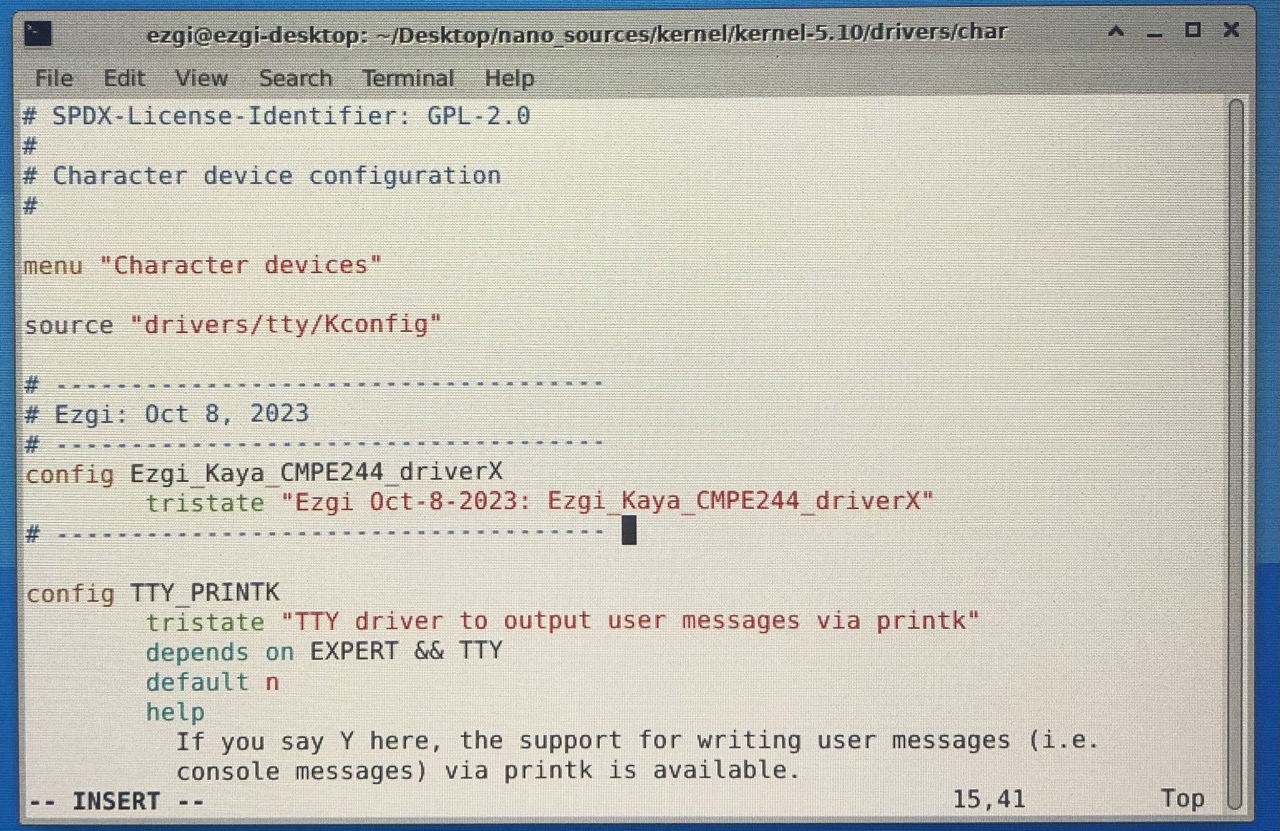 ezgi@ezgi-desktop: ~/Desktop/nano_sources/kernel/kernel-5.10/drivers/char
File Edit View Search Terminal Help
# SPDX-License-Identifier: GPL-2.0
#
# Character device configuration
#
menu "Character devices"
source "drivers/tty/Kconfig"
# -------------------------------------
# Ezgi: Oct 8, 2023
# -------------------------------------
config Ezgi_Kaya_CMPE244_driverX
tristate "Ezgi Oct-8-2023: Ezgi_Kaya_CMPE244_driverX"
# -------------------------------------
config TTY_PRINTK
tristate "TTY driver to output user messages via printk"
depends on EXPERT && TTY
default n
help
If you say Y here, the support for writing user messages (i.e.
console messages) via printk is available.
-- INSERT -- 15,41 Top